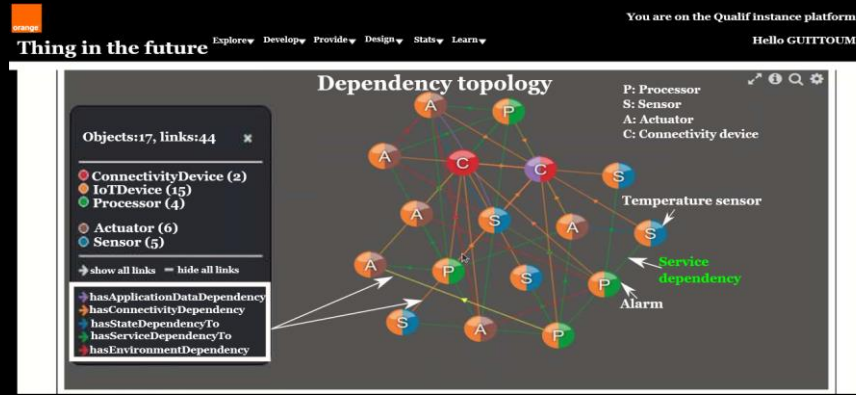 orange
You are on the Qualif instance platform
Thing in the future
Explore Develop Provide Design Stats Learn
Hello GUITTOUM
Dependency topology
P: Processor
S: Sensor
A: Actuator
C: Connectivity device
Objects:17, links:44 ×
ConnectivityDevice (2)
IoTDevice (15)
Processor (4)
Actuator (6)
Sensor (5)
show all links hide all links
hasApplicationDataDependency
hasConnectivityDependency
hasStateDependencyTo
hasServiceDependencyTo
hasEnvironmentDependency
A
P
A
C
C
S
Temperature sensor
A
S
A
S
Service
dependency
A
P
S
P
Alarm
S
A
P